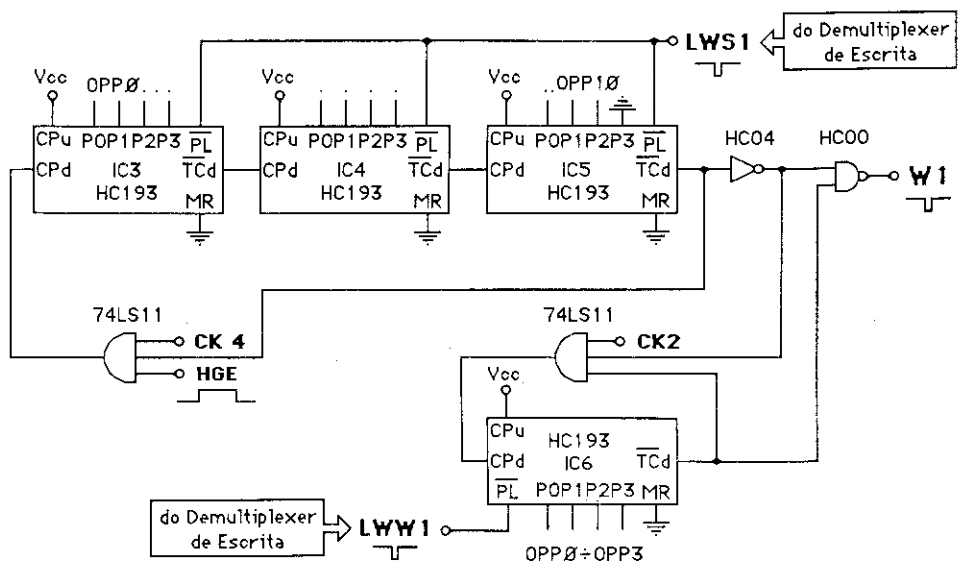 LWS1
do Demultiplexer
de Escrita
Vcc
OPPØ...
Vcc
....
Vcc
..OPP1Ø
CPu
P0P1P2P3
PL
CPd
IC3
TCd
HC193
MR
CPu
P0P1P2P3
PL
CPd
IC4
TCd
HC193
MR
CPu
P0P1P2P3
PL
CPd
IC5
TCd
HC193
MR
HC04
HC00
W1
74LS11
CK 4
HGE
74LS11
CK2
Vcc
CPu
HC193
CPd
IC6
TCd
PL
P0P1P2P3
MR
do Demultiplexer
de Escrita
LWW1
OPPØ÷OPP3